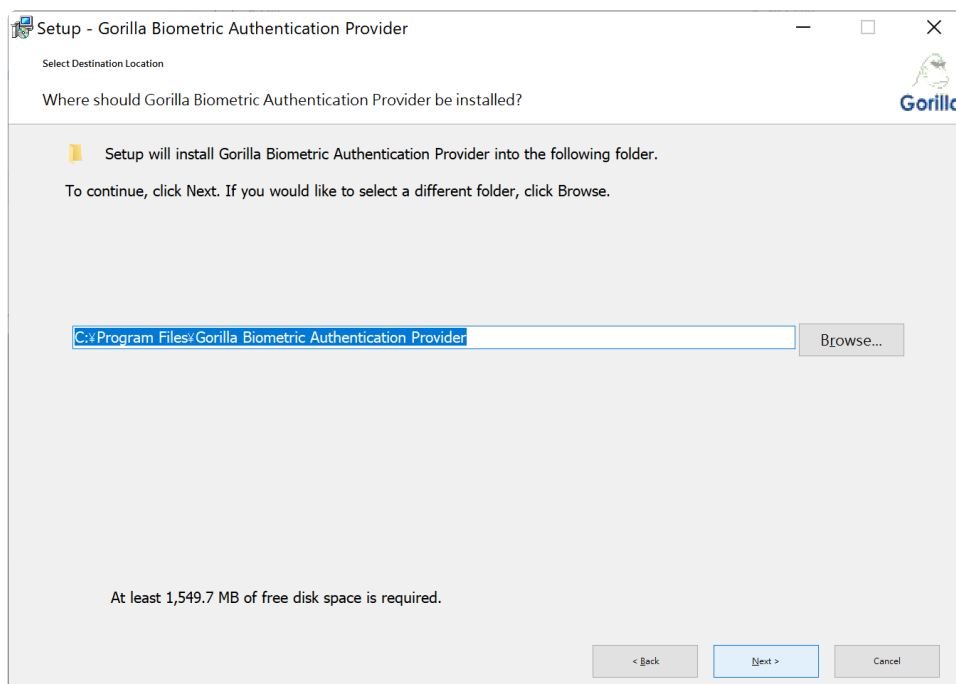 Setup - Gorilla Biometric Authentication Provider
Select Destination Location
Where should Gorilla Biometric Authentication Provider be installed?
Gorilla
Setup will install Gorilla Biometric Authentication Provider into the following folder.
To continue, click Next. If you would like to select a different folder, click Browse.
C:¥Program Files¥Gorilla Biometric Authentication Provider
Browse...
At least 1,549.7 MB of free disk space is required.
< Back
Next >
Cancel